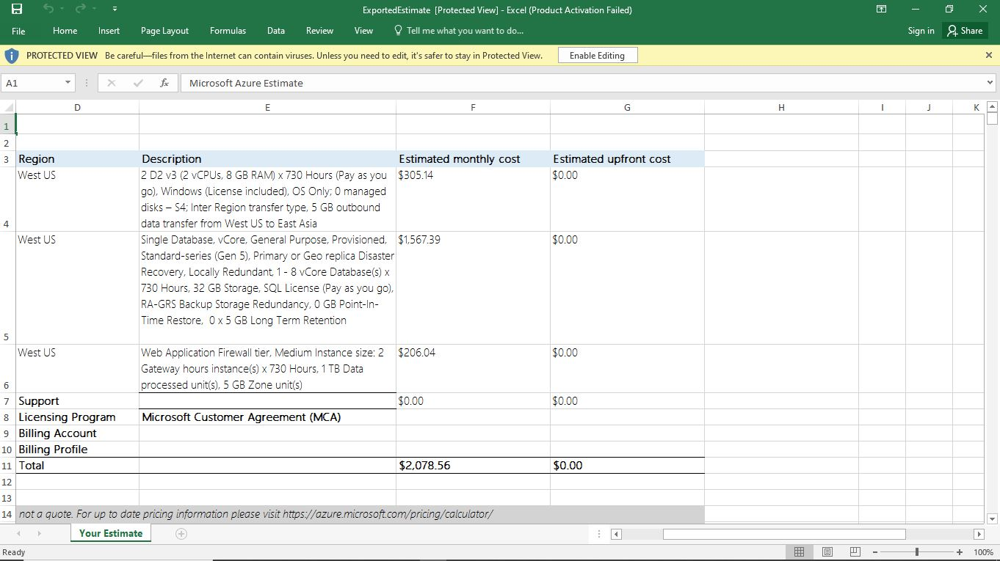 ExportedEstimate [Protected View] - Excel (Product Activation Failed)
File Home Insert Page Layout Formulas Data Review View Tell me what you want to do... Sign in Share
PROTECTED VIEW Be careful—files from the Internet can contain viruses. Unless you need to edit, it's safer to stay in Protected View. Enable Editing
A1 fx Microsoft Azure Estimate
D E F G H I J K
1
2
3 Region Description Estimated monthly cost Estimated upfront cost
West US 2 D2 v3 (2 vCPUs, 8 GB RAM) x 730 Hours (Pay as you $305.14 $0.00
go), Windows (License included), OS Only; 0 managed
disks – S4; Inter Region transfer type, 5 GB outbound
4 data transfer from West US to East Asia
West US Single Database, vCore, General Purpose, Provisioned, $1,567.39 $0.00
Standard-series (Gen 5), Primary or Geo replica Disaster
Recovery, Locally Redundant, 1 - 8 vCore Database(s) x
730 Hours, 32 GB Storage, SQL License (Pay as you go),
RA-GRS Backup Storage Redundancy, 0 GB Point-In-
Time Restore, 0 x 5 GB Long Term Retention
5
West US Web Application Firewall tier, Medium Instance size: 2 $206.04 $0.00
Gateway hours instance(s) x 730 Hours, 1 TB Data
6 processed unit(s), 5 GB Zone unit(s)
7 Support $0.00 $0.00
8 Licensing Program Microsoft Customer Agreement (MCA)
9 Billing Account
10 Billing Profile
11 Total $2,078.56 $0.00
12
13
14 not a quote. For up to date pricing information please visit https://azure.microsoft.com/pricing/calculator/
Your Estimate
Ready 100%